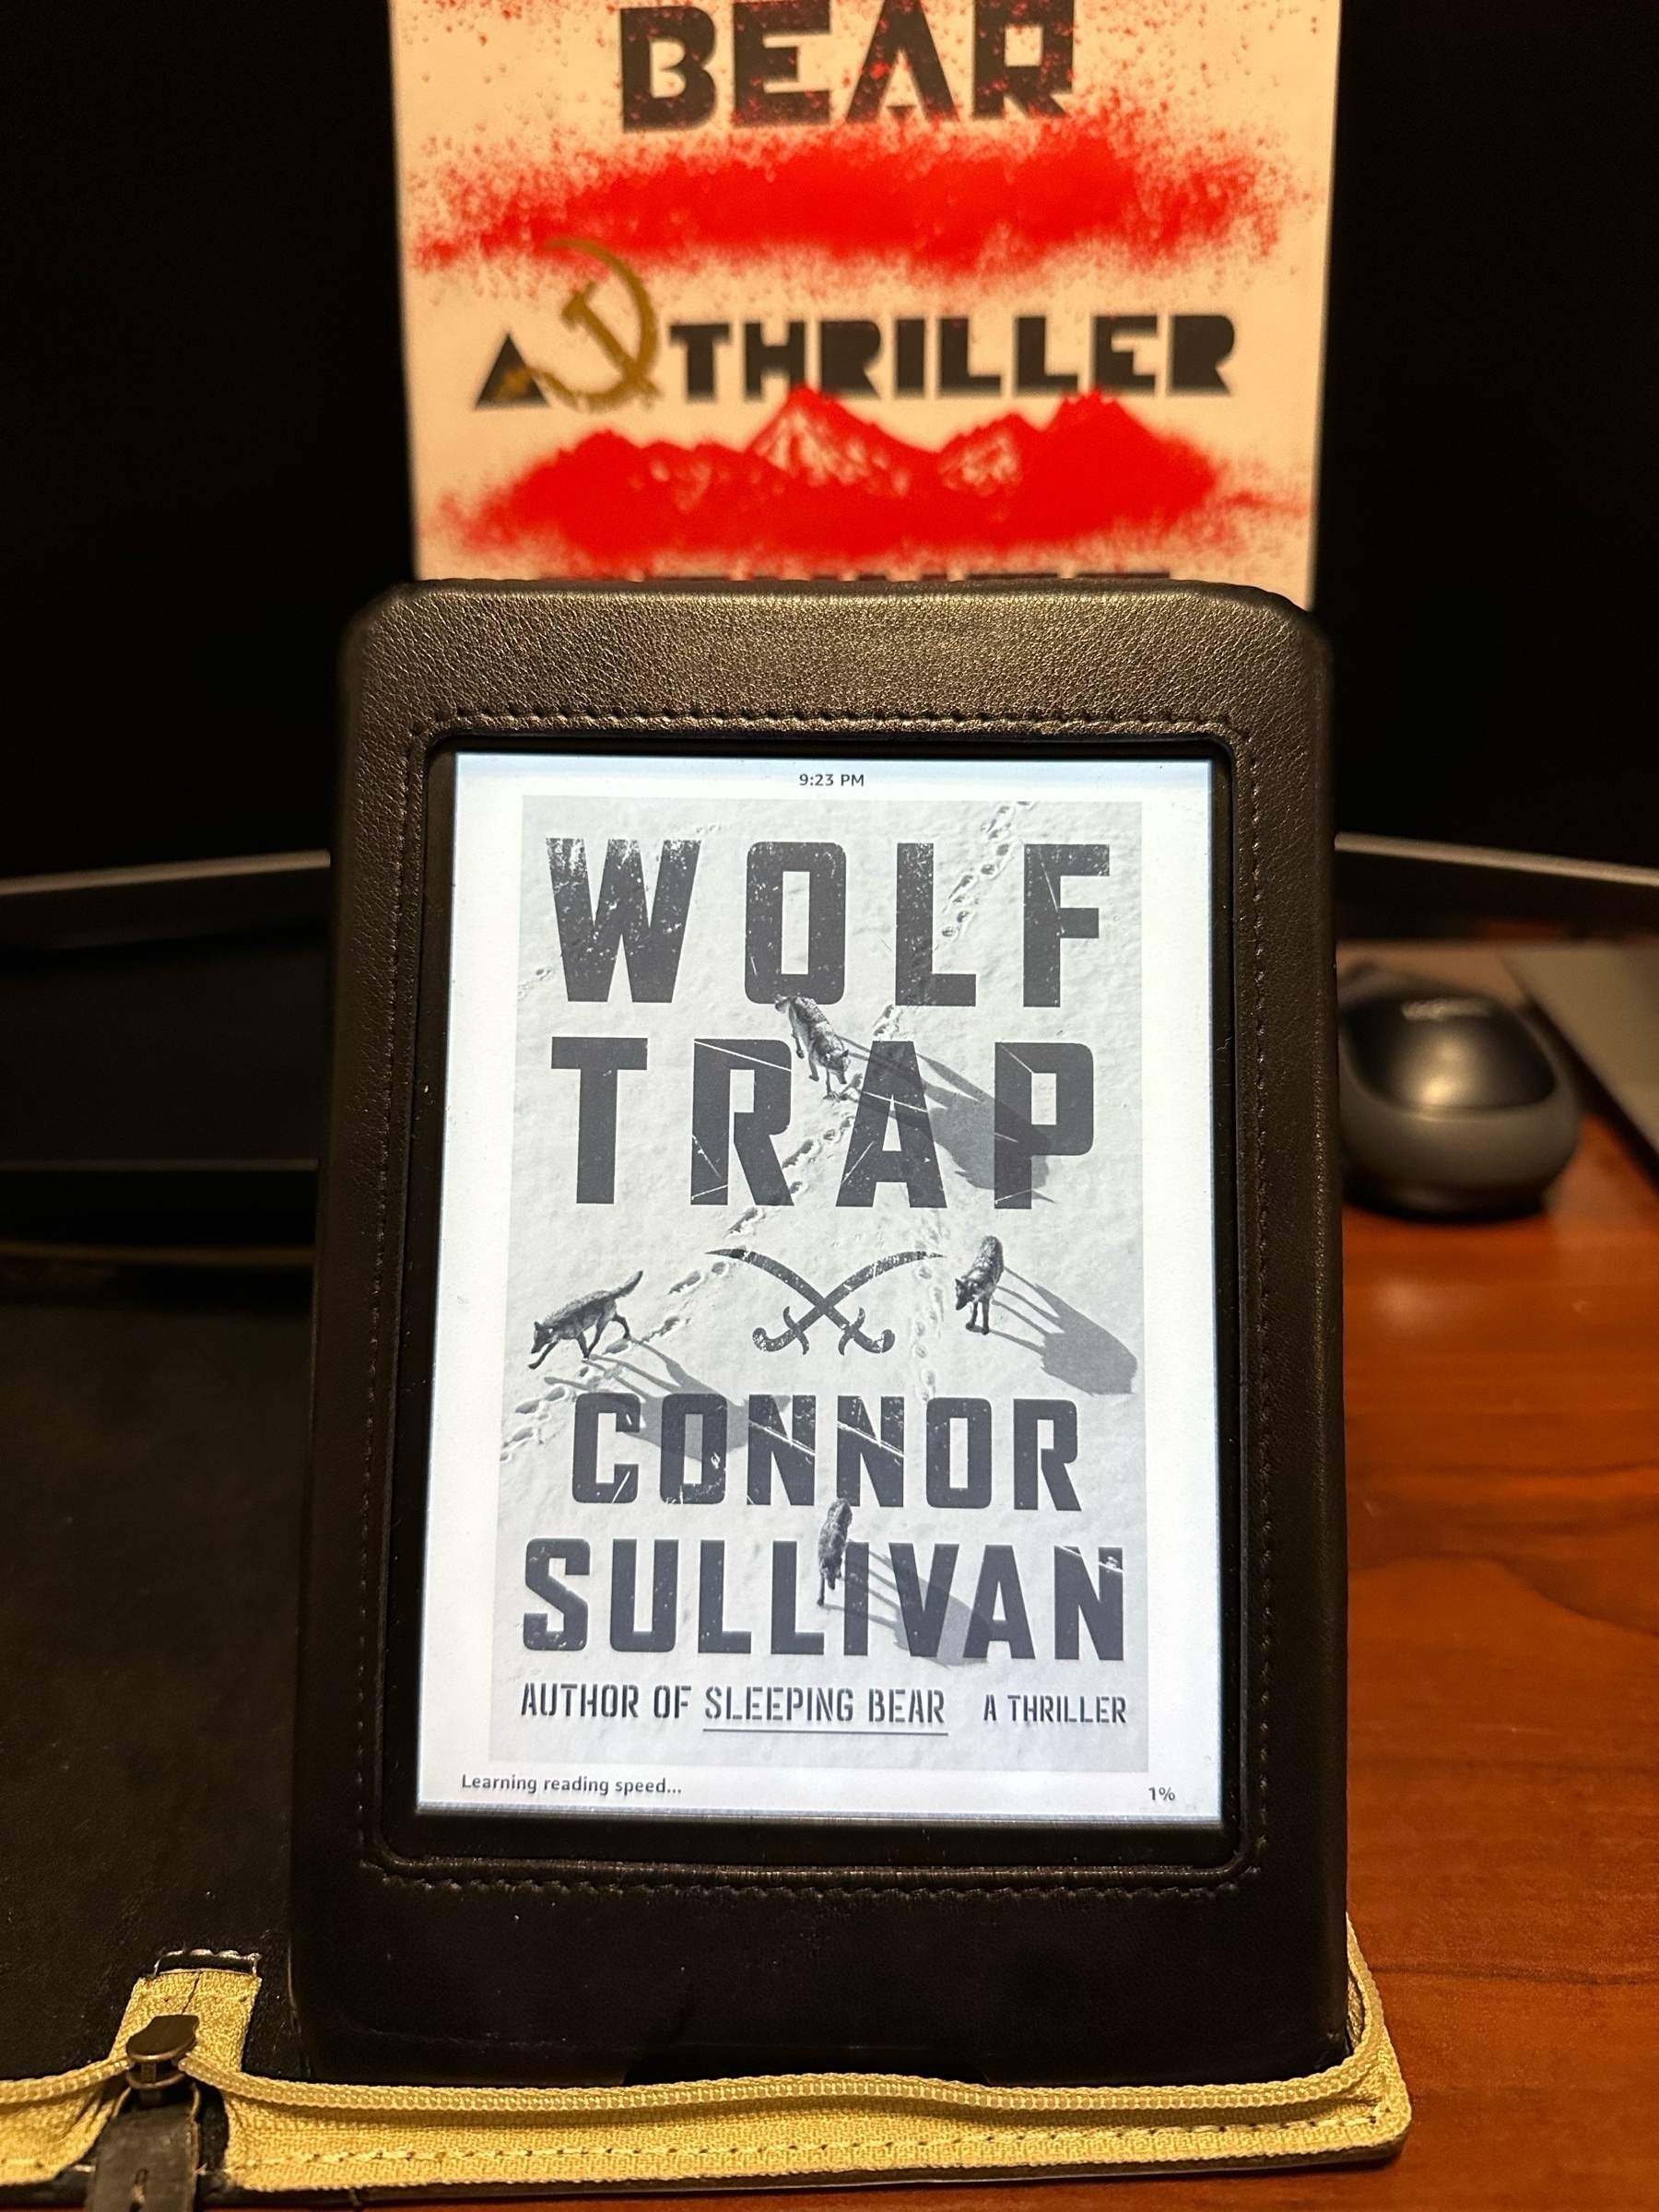 BEAR
A THRILLER
9:23 PM
WOLF
TRAP
CONNOR
SULLIVAN
AUTHOR OF SLEEPING BEAR A THRILLER
Learning reading speed...
1%